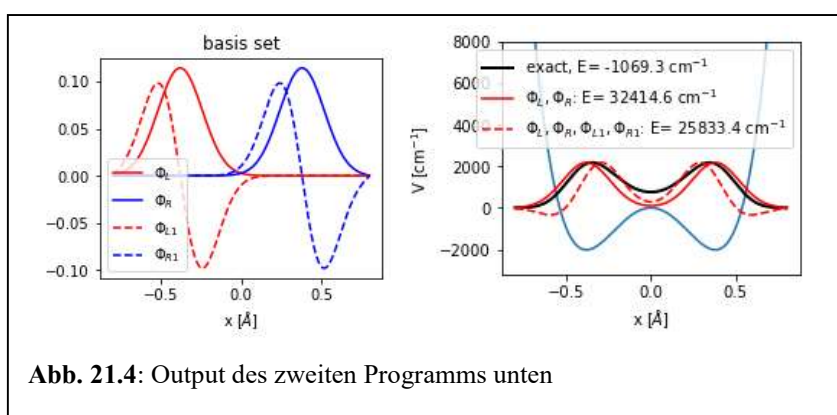 basis set
0.10
0.05
0.00
−0.05
−0.10
Φ_L
Φ_R
Φ_L1
Φ_R1
−0.5
0.0
0.5
x [Å]
8000
6000
4000
2000
0
−2000
V [cm⁻¹]
exact, E= -1069.3 cm⁻¹
Φ_L, Φ_R: E= 32414.6 cm⁻¹
Φ_L, Φ_R, Φ_L1, Φ_R1: E= 25833.4 cm⁻¹
−0.5
0.0
0.5
x [Å]
Abb. 21.4: Output des zweiten Programms unten